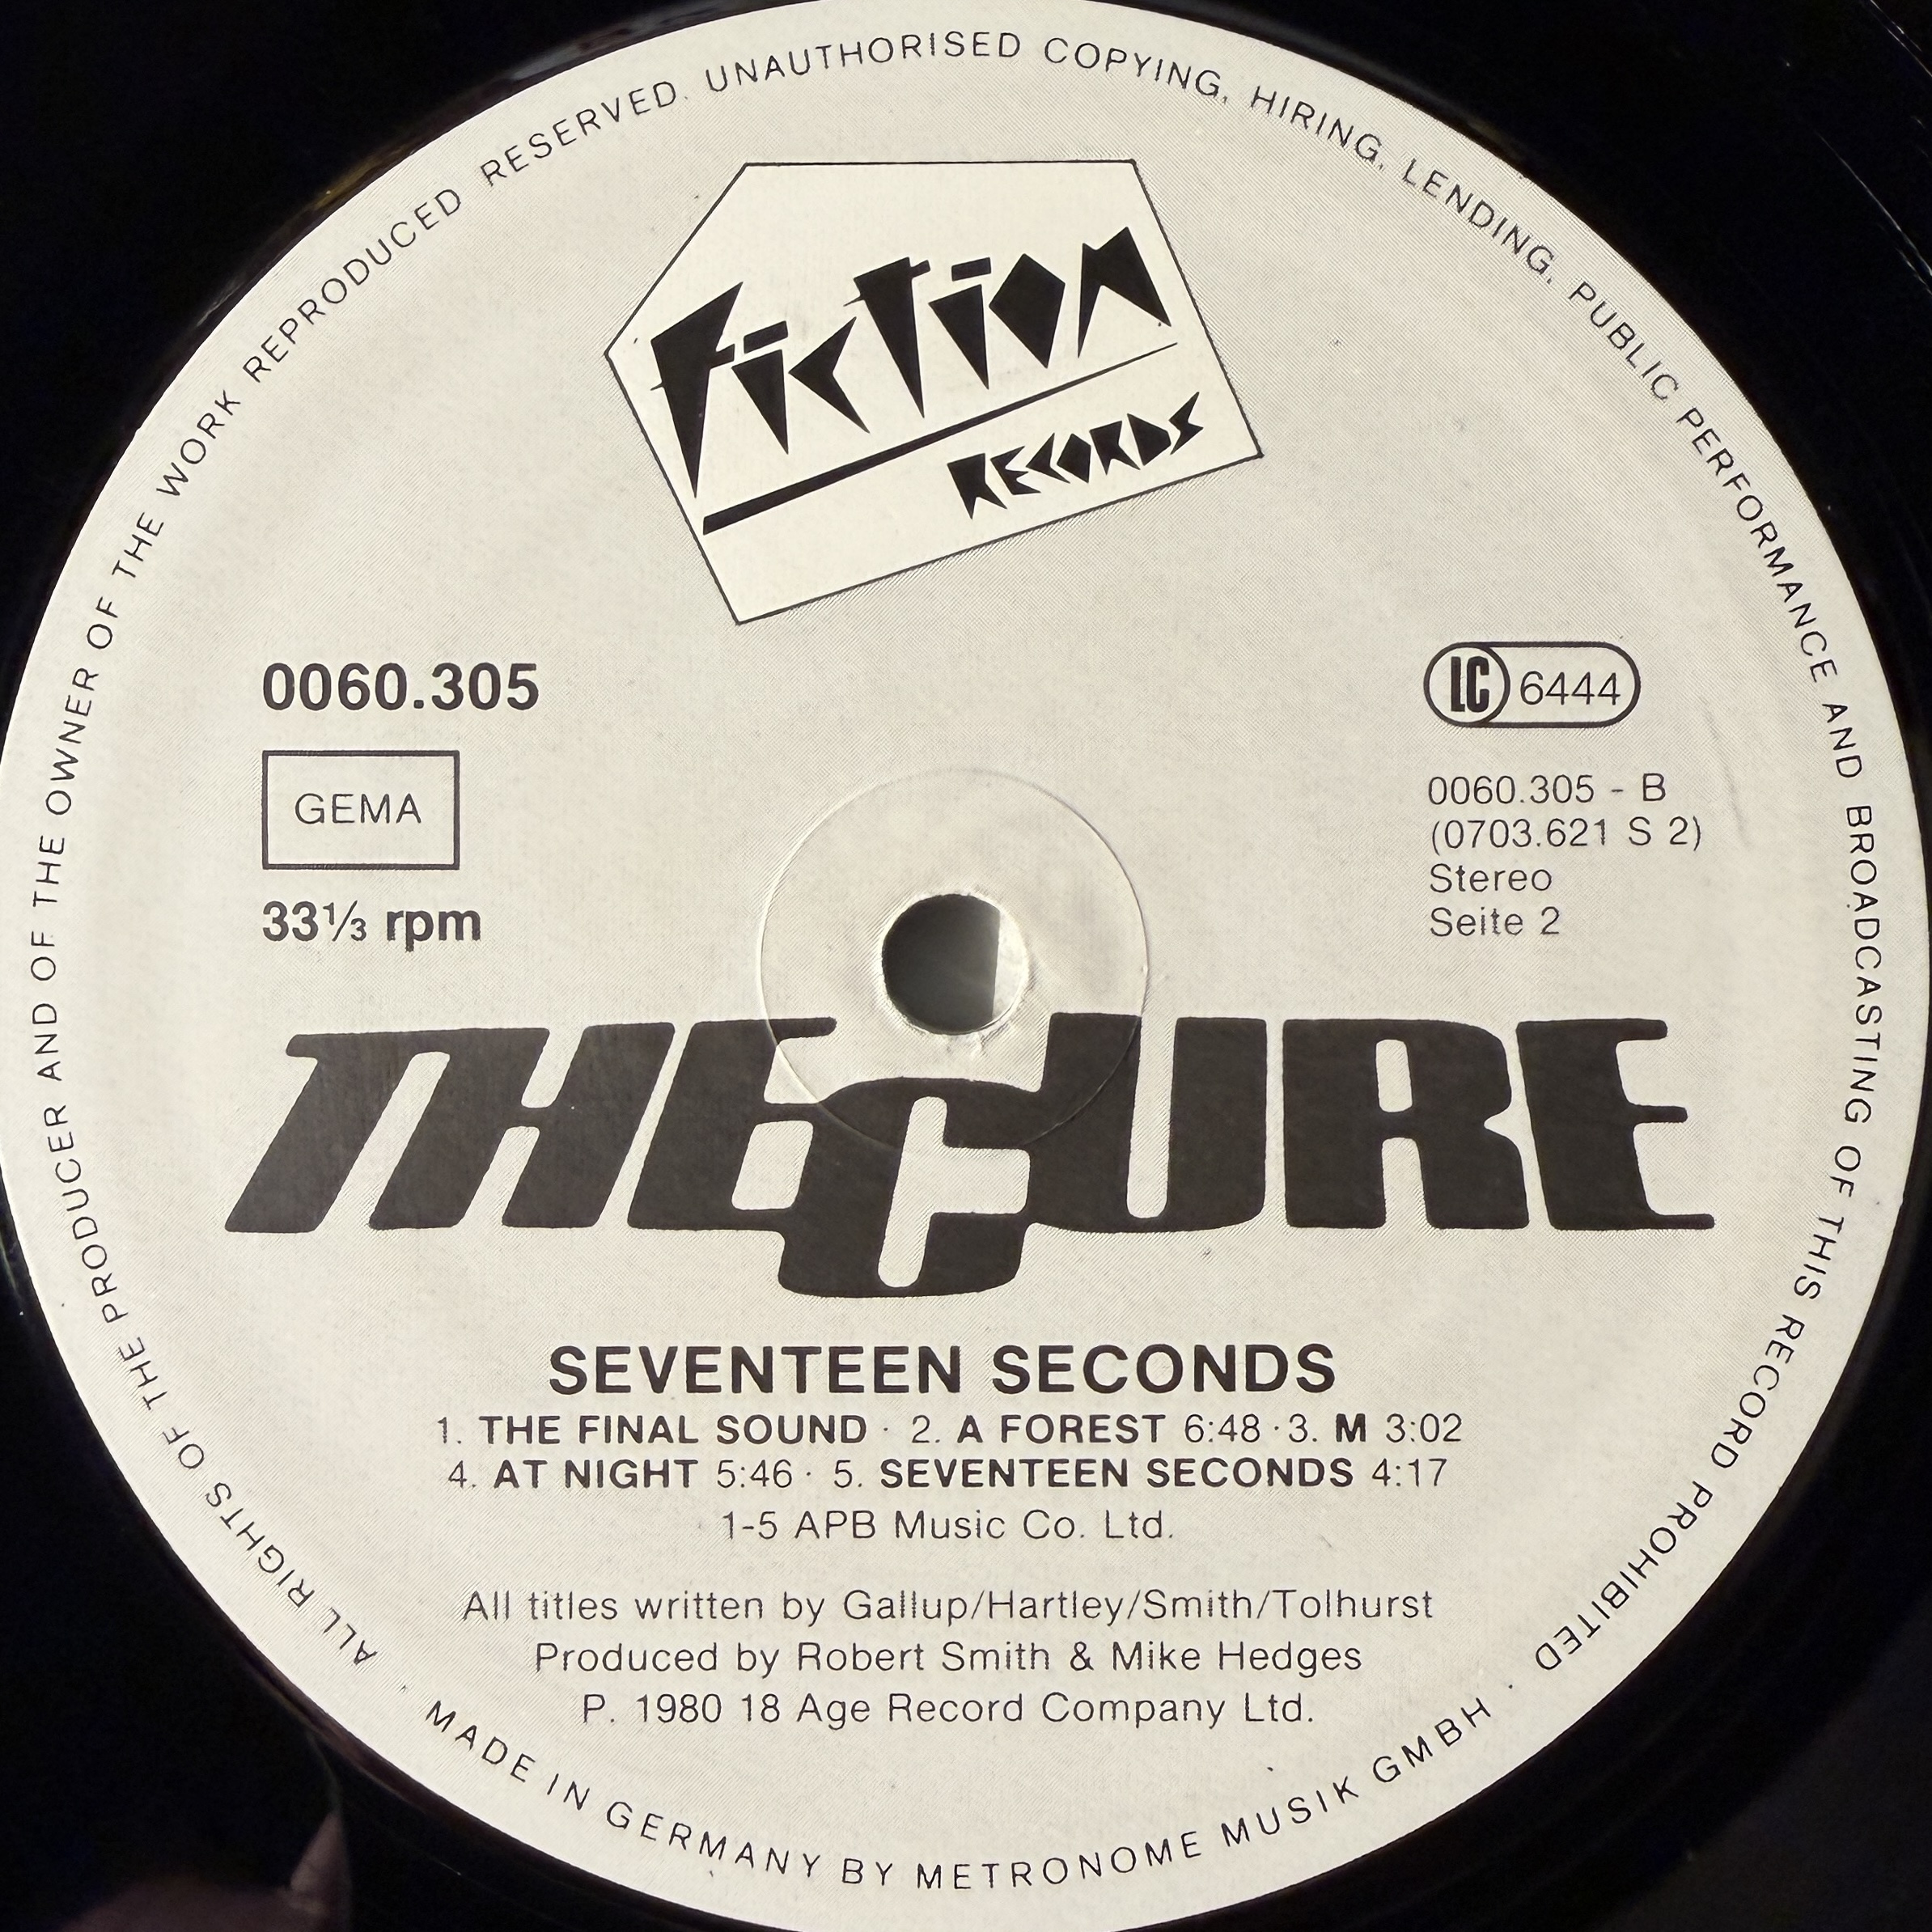 FICTION
RECORDS
0060.305
GEMA
33⅓ rpm
LC 6444
0060.305 - B
(0703.621 S 2)
Stereo
Seite 2
THE CURE
SEVENTEEN SECONDS
1. THE FINAL SOUND · 2. A FOREST 6:48 · 3. M 3:02
4. AT NIGHT 5:46 · 5. SEVENTEEN SECONDS 4:17
1-5 APB Music Co. Ltd.
All titles written by Gallup/Hartley/Smith/Tolhurst
Produced by Robert Smith & Mike Hedges
P. 1980 18 Age Record Company Ltd.
ALL RIGHTS OF THE PRODUCER AND OF THE OWNER OF THE WORK REPRODUCED RESERVED. UNAUTHORISED COPYING, HIRING, LENDING, PUBLIC PERFORMANCE AND BROADCASTING OF THIS RECORD PROHIBITED ·
MADE IN GERMANY BY METRONOME MUSIK GMBH ·